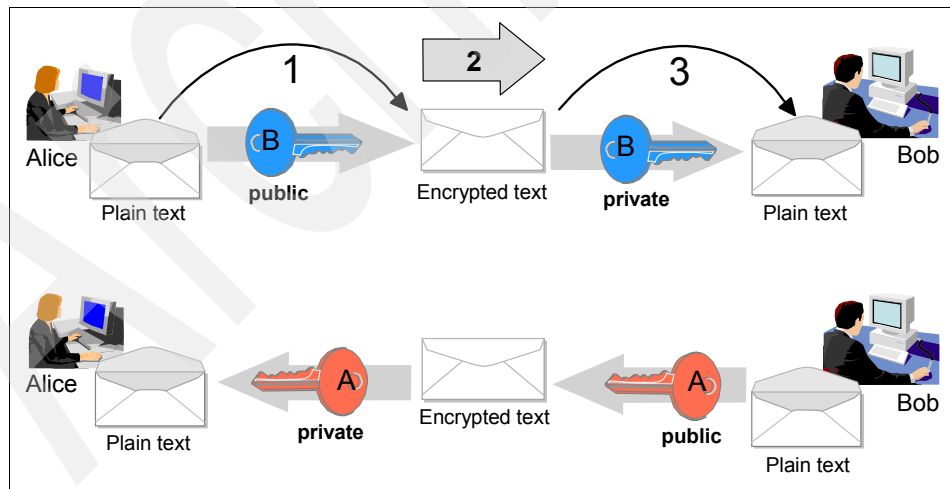 1
2
3
B
B
Alice
Bob
public
Encrypted text
private
Plain text
Plain text
A
A
Alice
Bob
Plain text
private
Encrypted text
public
Plain text